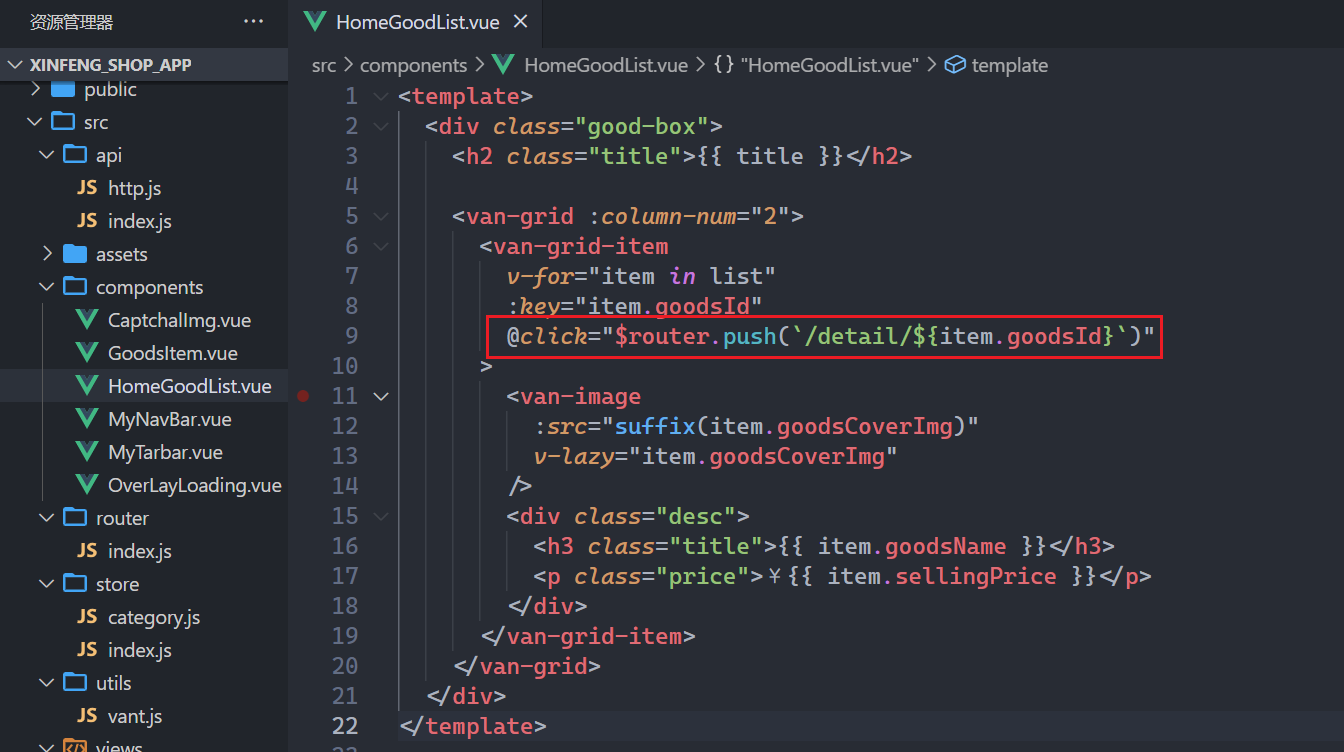 资源管理器 ···
XINFENG_SHOP_APP
public
src
api
JS http.js
JS index.js
assets
components
CaptchaImg.vue
GoodsItem.vue
HomeGoodList.vue
MyNavBar.vue
MyTarbar.vue
OverLayLoading.vue
router
JS index.js
store
JS category.js
JS index.js
utils
JS vant.js
views
HomeGoodList.vue ×
src > components > HomeGoodList.vue > {} "HomeGoodList.vue" > template
1 <template>
2 <div class="good-box">
3 <h2 class="title">{{ title }}</h2>
4
5 <van-grid :column-num="2">
6 <van-grid-item
7 v-for="item in list"
8 :key="item.goodsId"
9 @click="$router.push(`/detail/${item.goodsId}`)"
10 >
11 <van-image
12 :src="suffix(item.goodsCoverImg)"
13 v-lazy="item.goodsCoverImg"
14 />
15 <div class="desc">
16 <h3 class="title">{{ item.goodsName }}</h3>
17 <p class="price">¥{{ item.sellingPrice }}</p>
18 </div>
19 </van-grid-item>
20 </van-grid>
21 </div>
22 </template>